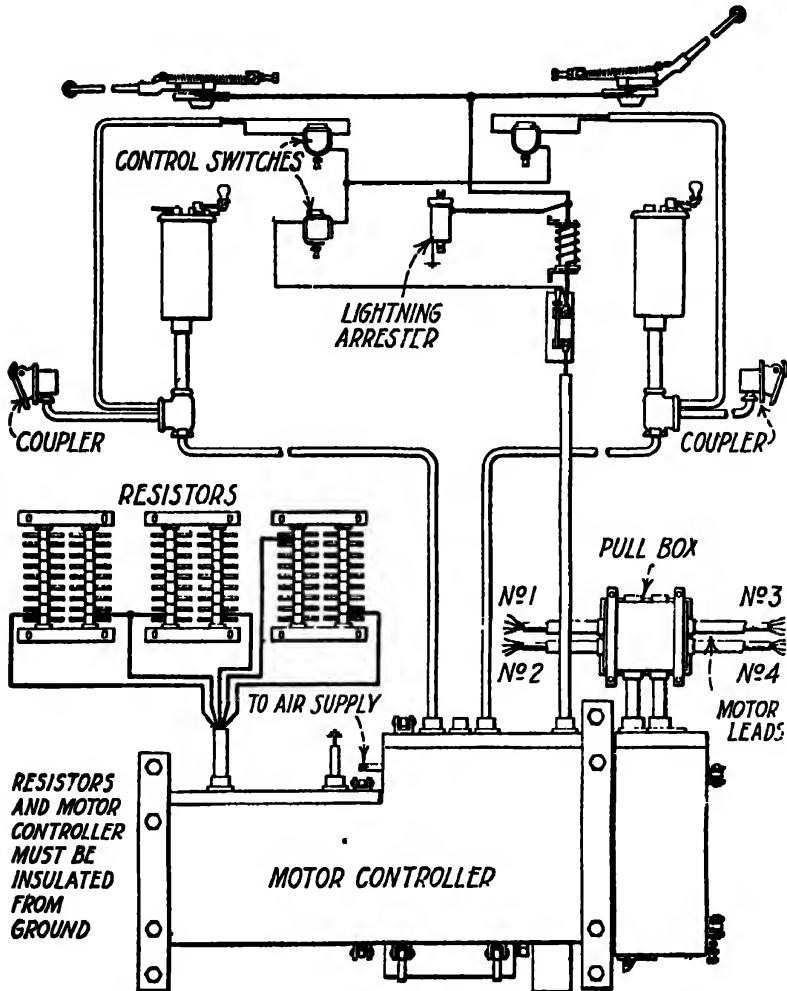 CONTROL SWITCHES
LIGHTNING
ARRESTER
COUPLER
COUPLER
RESISTORS
PULL BOX
Nº1
Nº3
Nº2
Nº4
TO AIR SUPPLY
MOTOR
LEADS
RESISTORS
AND MOTOR
CONTROLLER
MUST BE
INSULATED
FROM
GROUND
MOTOR CONTROLLER